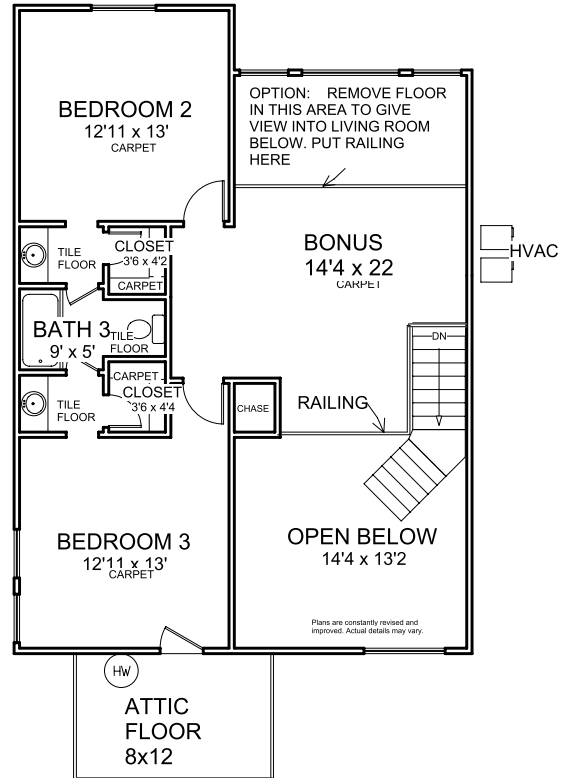 BEDROOM 2
12'11 x 13'
CARPET
OPTION: REMOVE FLOOR
IN THIS AREA TO GIVE
VIEW INTO LIVING ROOM
BELOW. PUT RAILING
HERE
TILE
FLOOR
CLOSET
3'6 x 4'2
CARPET
BONUS
14'4 x 22
CARPET
HVAC
BATH 3
9' x 5'
TILE
FLOOR
DN
CARPET
CLOSET
3'6 x 4'4
TILE
FLOOR
CHASE
RAILING
BEDROOM 3
12'11 x 13'
CARPET
OPEN BELOW
14'4 x 13'2
Plans are constantly revised and
improved. Actual details may vary.
HW
ATTIC
FLOOR
8x12